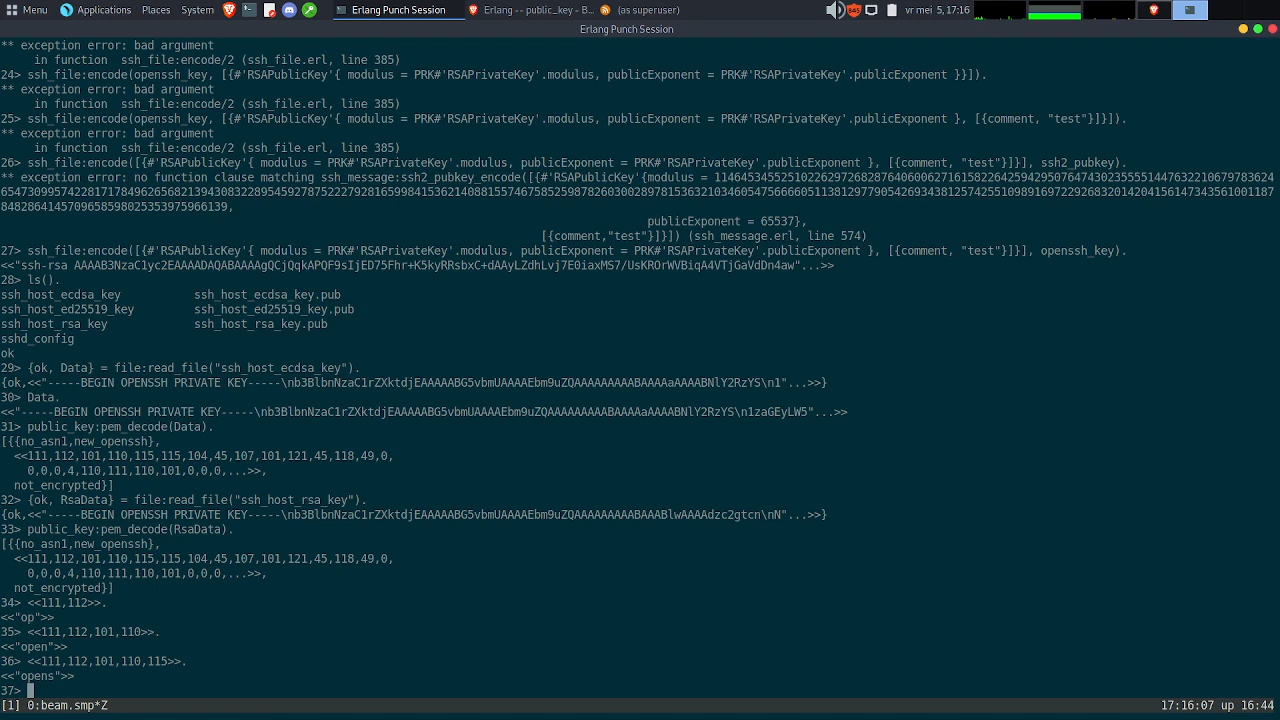 Menu Applications Places System Erlang Punch Session Erlang -- public_key - B... (as superuser) vr mei 5, 17:16
Erlang Punch Session
** exception error: bad argument
in function ssh_file:encode/2 (ssh_file.erl, line 385)
24> ssh_file:encode(openssh_key, [{#'RSAPublicKey'{ modulus = PRK#'RSAPrivateKey'.modulus, publicExponent = PRK#'RSAPrivateKey'.publicExponent }}]).
** exception error: bad argument
in function ssh_file:encode/2 (ssh_file.erl, line 385)
25> ssh_file:encode(openssh_key, [{#'RSAPublicKey'{ modulus = PRK#'RSAPrivateKey'.modulus, publicExponent = PRK#'RSAPrivateKey'.publicExponent }, [{comment, "test"}]}]).
** exception error: bad argument
in function ssh_file:encode/2 (ssh_file.erl, line 385)
26> ssh_file:encode([{#'RSAPublicKey'{ modulus = PRK#'RSAPrivateKey'.modulus, publicExponent = PRK#'RSAPrivateKey'.publicExponent }, [{comment, "test"}]}], ssh2_pubkey).
** exception error: no function clause matching ssh_message:ssh2_pubkey_encode([{#'RSAPublicKey'{modulus =
publicExponent = 65537},
[{comment,"test"}]}]) (ssh_message.erl, line 574)
27> ssh_file:encode([{#'RSAPublicKey'{ modulus = PRK#'RSAPrivateKey'.modulus, publicExponent = PRK#'RSAPrivateKey'.publicExponent }, [{comment, "test"}]}], openssh_key).
<<"ssh-rsa AAAAB3NzaC1yc2EAAAADAQABAAAAgQCjQqkAPQF9sIjED75Fhr+K5kyRRsbxC+dAAyLZdhLvj7E0iaxMS7/UsKROrWVBiqA4VTjGaVdDn4aw"...>>
28> ls().
ssh_host_ecdsa_key ssh_host_ecdsa_key.pub
ssh_host_ed25519_key ssh_host_ed25519_key.pub
ssh_host_rsa_key ssh_host_rsa_key.pub
sshd_config
ok
29> {ok, Data} = file:read_file("ssh_host_ecdsa_key").
{ok,<<"-----BEGIN OPENSSH PRIVATE KEY-----\nb3BlbnNzaC1rZXktdjEAAAAABG5vbmUAAAAEbm9uZQAAAAAAAAABAAAAaAAAABNlY2RzYS\n1"...>>}
30> Data.
<<"-----BEGIN OPENSSH PRIVATE KEY-----\nb3BlbnNzaC1rZXktdjEAAAAABG5vbmUAAAAEbm9uZQAAAAAAAAABAAAAaAAAABNlY2RzYS\n1zaGEyLW5"...>>
31> public_key:pem_decode(Data).
[{{no_asn1,new_openssh},
<<111,112,101,110,115,115,104,45,107,101,121,45,118,49,0,
0,0,0,4,110,111,110,101,0,0,0,...>>,
not_encrypted}]
32> {ok, RsaData} = file:read_file("ssh_host_rsa_key").
{ok,<<"-----BEGIN OPENSSH PRIVATE KEY-----\nb3BlbnNzaC1rZXktdjEAAAAABG5vbmUAAAAEbm9uZQAAAAAAAAABAAABlwAAAAdzc2gtcn\nN"...>>}
33> public_key:pem_decode(RsaData).
[{{no_asn1,new_openssh},
<<111,112,101,110,115,115,104,45,107,101,121,45,118,49,0,
0,0,0,4,110,111,110,101,0,0,0,...>>,
not_encrypted}]
34> <<111,112>>.
<<"op">>
35> <<111,112,101,110>>.
<<"open">>
36> <<111,112,101,110,115>>.
<<"opens">>
37>
[1] 0:beam.smp*Z 17:16:07 up 16:44